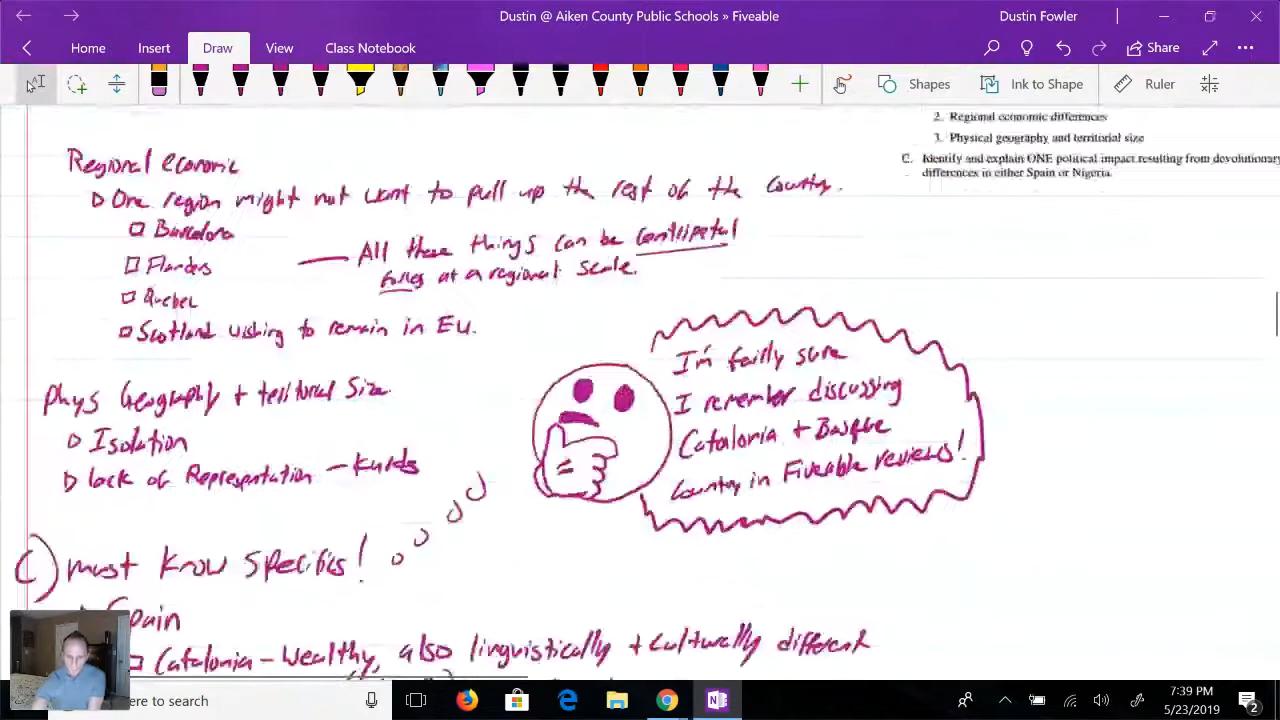 Dustin @ Aiken County Public Schools » Fiveable
Dustin Fowler
Home Insert Draw View Class Notebook
Share
Shapes
Ink to Shape
Ruler
2. Regional economic differences
3. Physical geography and territorial size
C. Identify and explain ONE political impact resulting from devolutionary
differences in either Spain or Nigeria.
Regional economic
One region might not want to pull up the rest of the country.
Barcelona
Flanders
Quebec
Scotland wishing to remain in EU.
All these things can be centripetal
forces at a regional scale.
Phys Geography + territorial size
Isolation
lack of Representation - Kurds
I'm fairly sure
I remember discussing
Catalonia + Basque
Country in Fiveable reviews!
C) must know specifics!
Spain
Catalonia - wealthy, also linguistically + culturally different
here to search
7:39 PM
5/23/2019
2